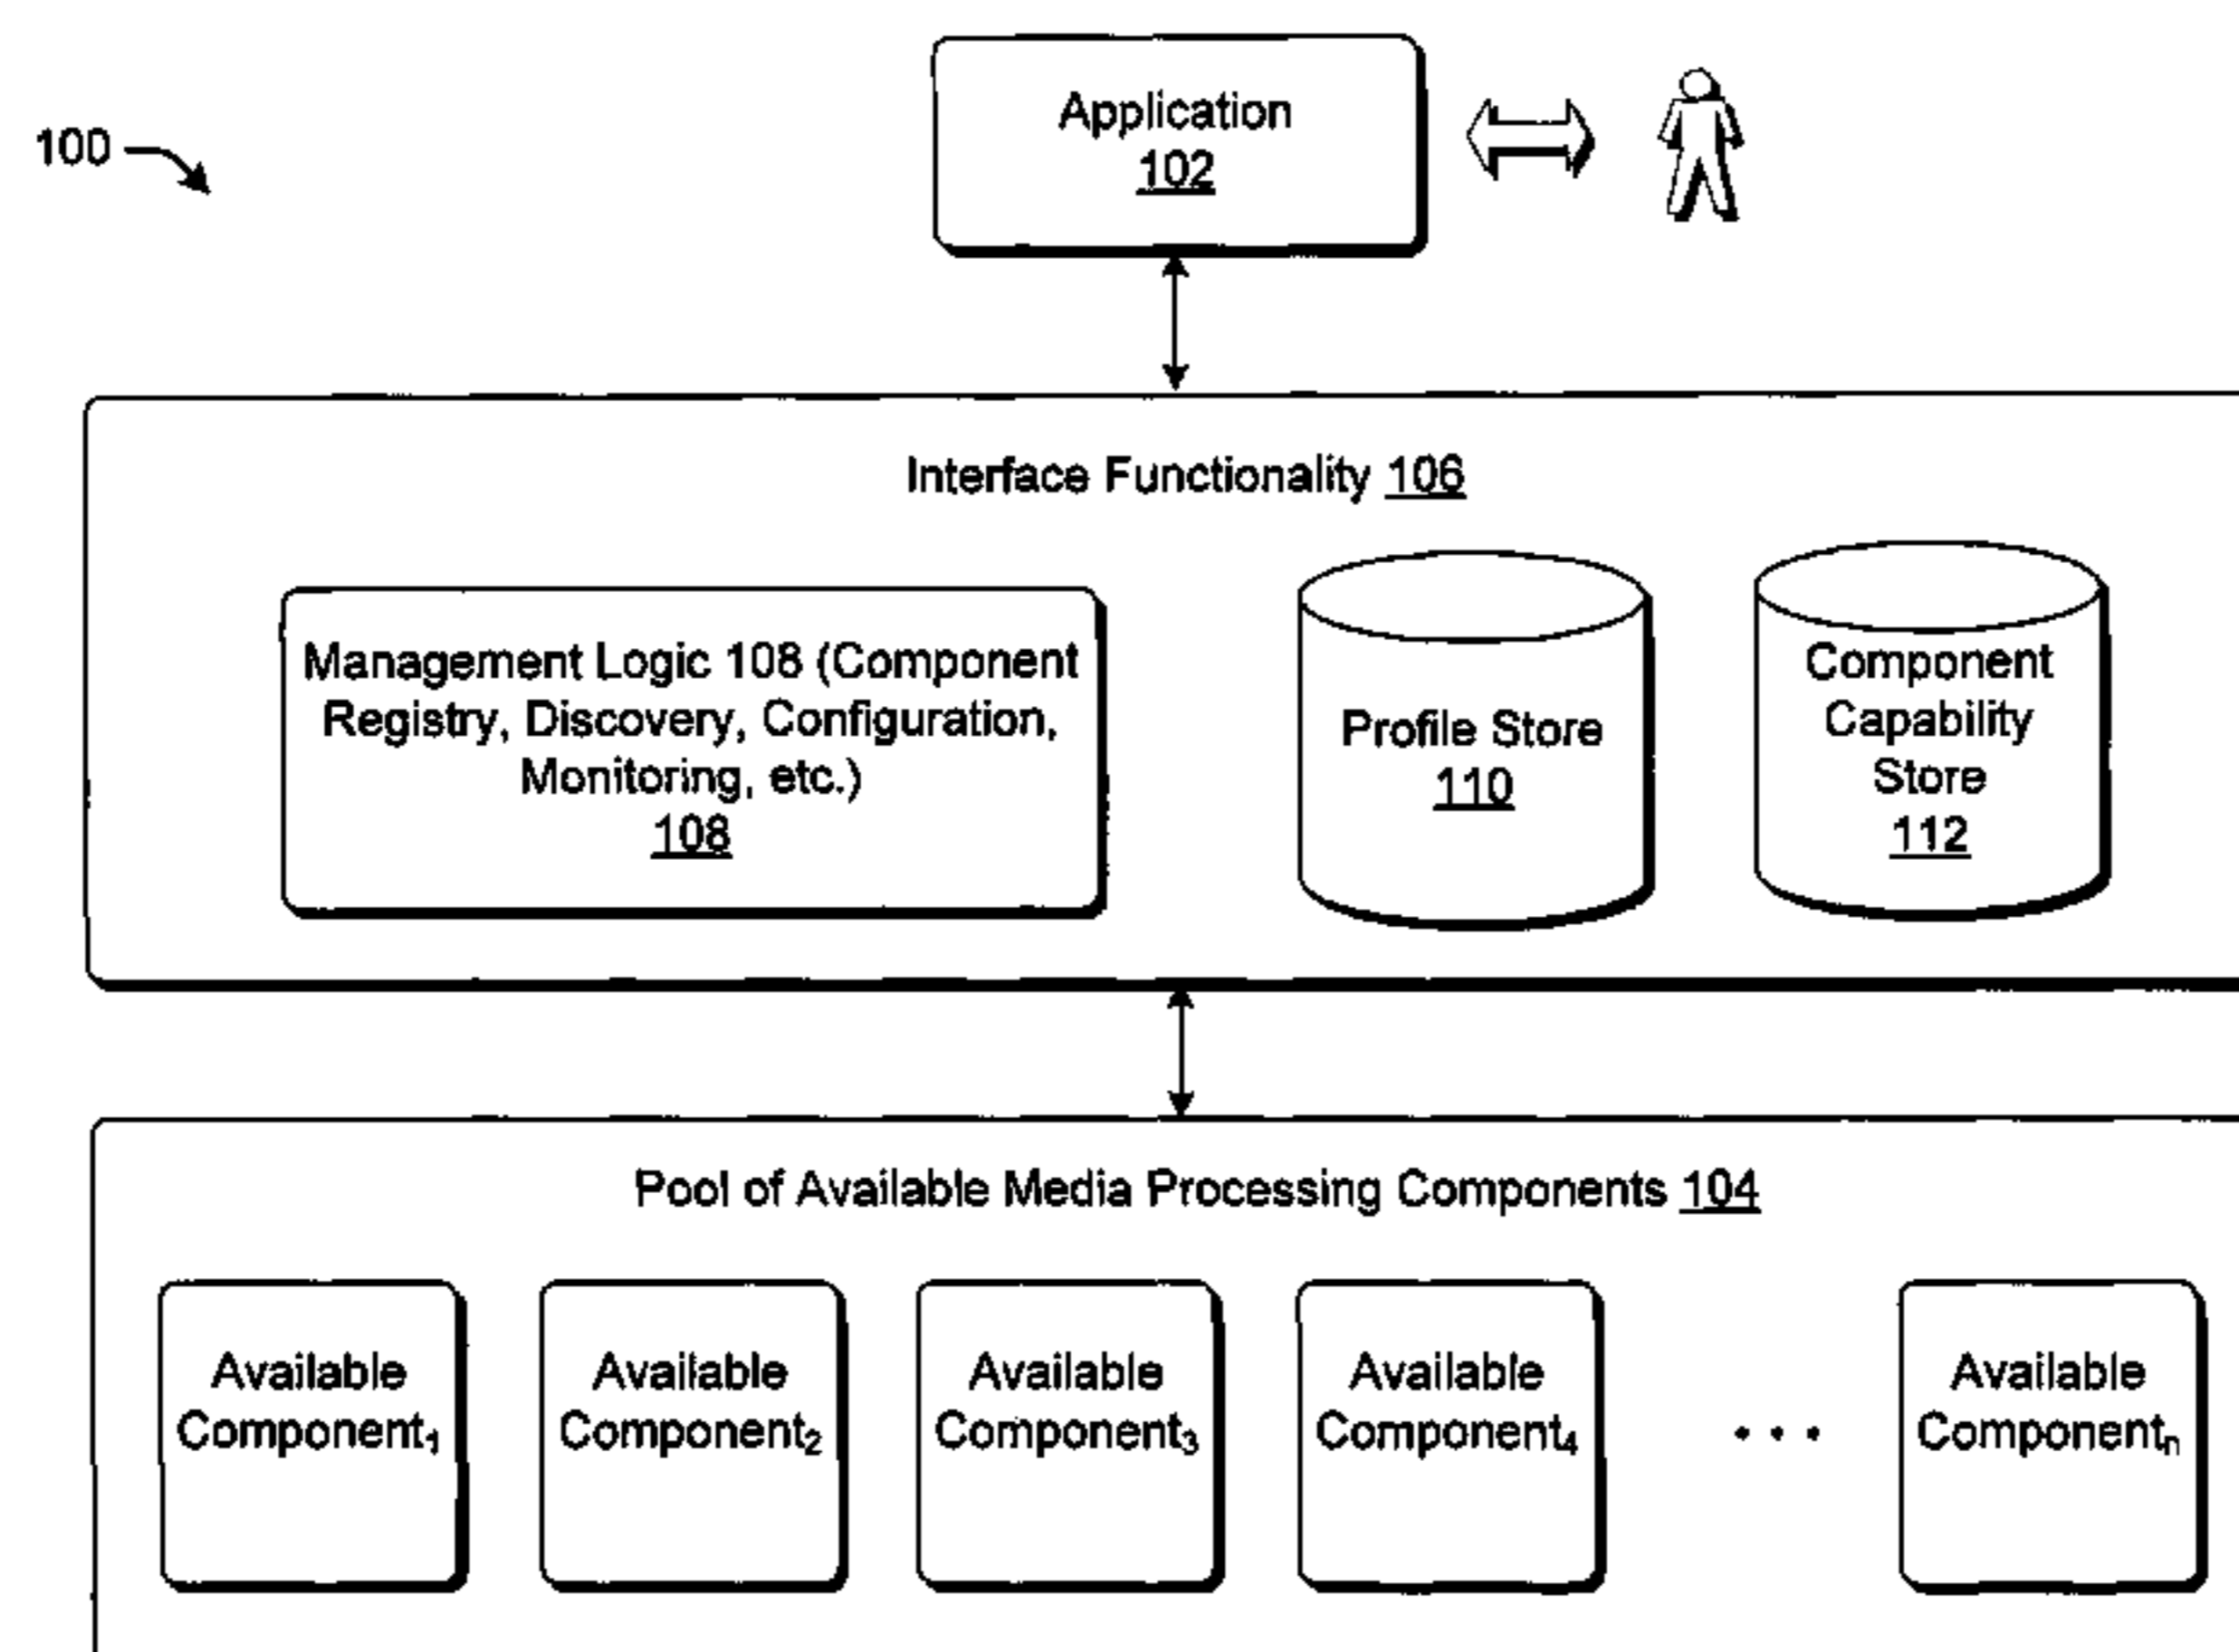 100
Application
102
Interface Functionality 106
Management Logic 108 (Component
Registry, Discovery, Configuration,
Monitoring, etc.)
108
Profile Store
110
Component
Capability
Store
112
Pool of Available Media Processing Components 104
Available
Component₁
Available
Component₂
Available
Component₃
Available
Component₄
• • •
Available
Componentₙ